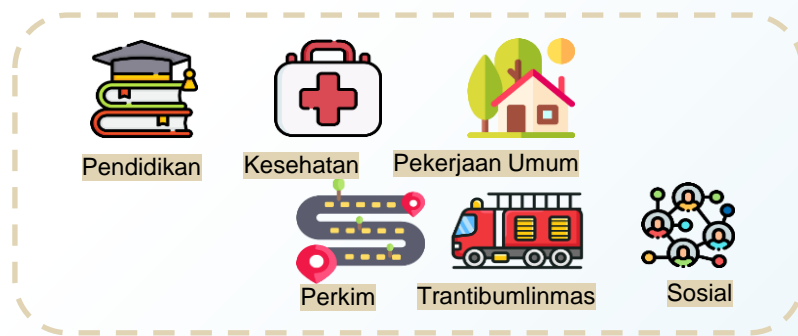 Pendidikan
Kesehatan
Pekerjaan Umum
Perkim
Trantibumlinmas
Sosial